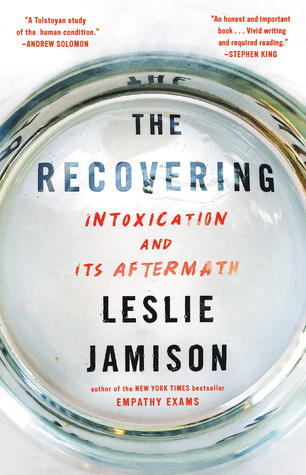 "A Tolstoyan study
of the human condition."
–ANDREW SOLOMON
"An honest and important
book . . . Vivid writing
and required reading."
–STEPHEN KING
THE
THE
RECOVERING
INTOXICATION
AND
ITS AFTERMATH
LESLIE
JAMISON
author of the NEW YORK TIMES bestseller
EMPATHY EXAMS